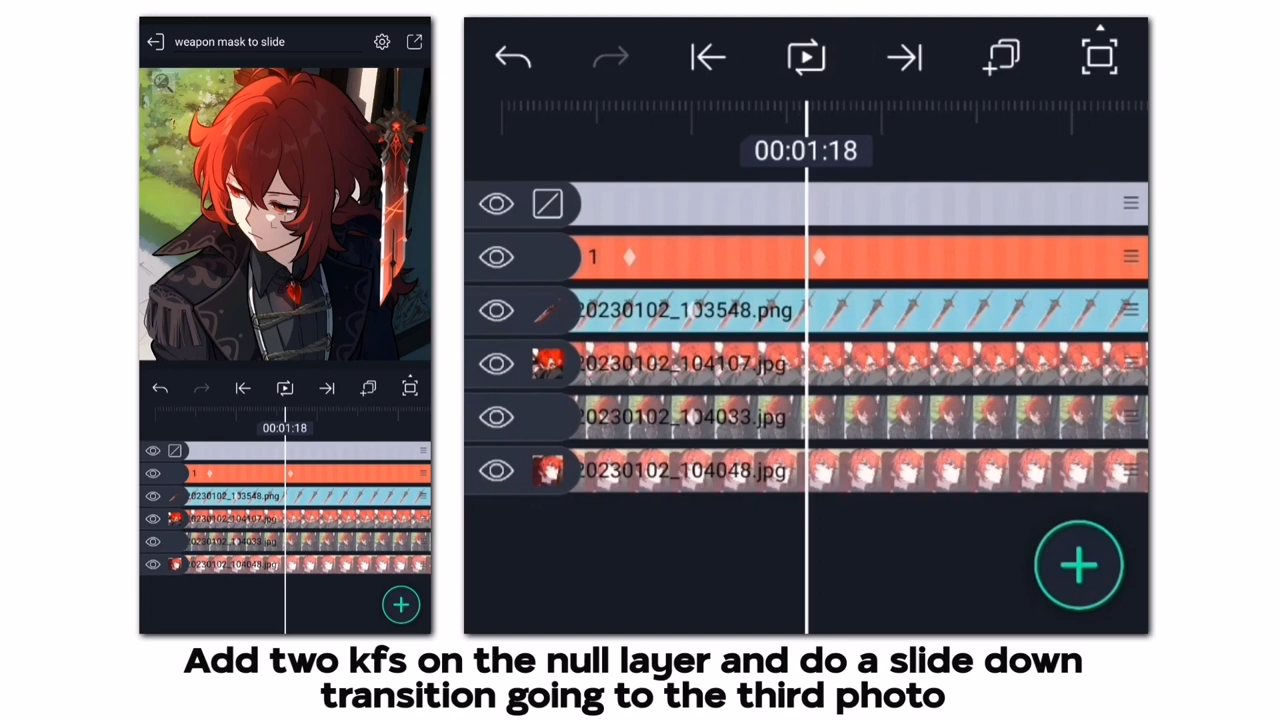 weapon mask to slide
00:01:18
1
20230102_103548.png
20230102_104107.jpg
20230102_104033.jpg
20230102_104048.jpg
00:01:18
1
20230102_103548.png
20230102_104107.jpg
20230102_104033.jpg
20230102_104048.jpg
Add two kfs on the null layer and do a slide down
transition going to the third photo